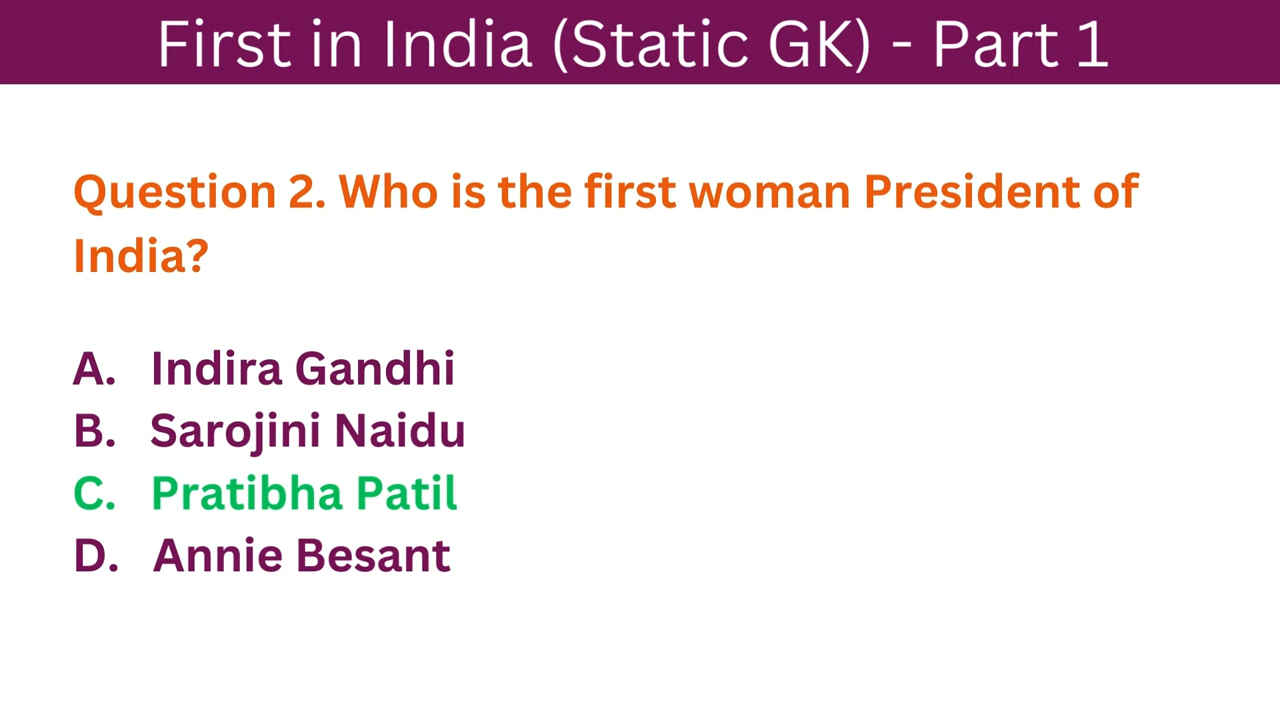 First in India (Static GK) - Part 1
Question 2. Who is the first woman President of
India?
A. Indira Gandhi
B. Sarojini Naidu
C. Pratibha Patil
D. Annie Besant